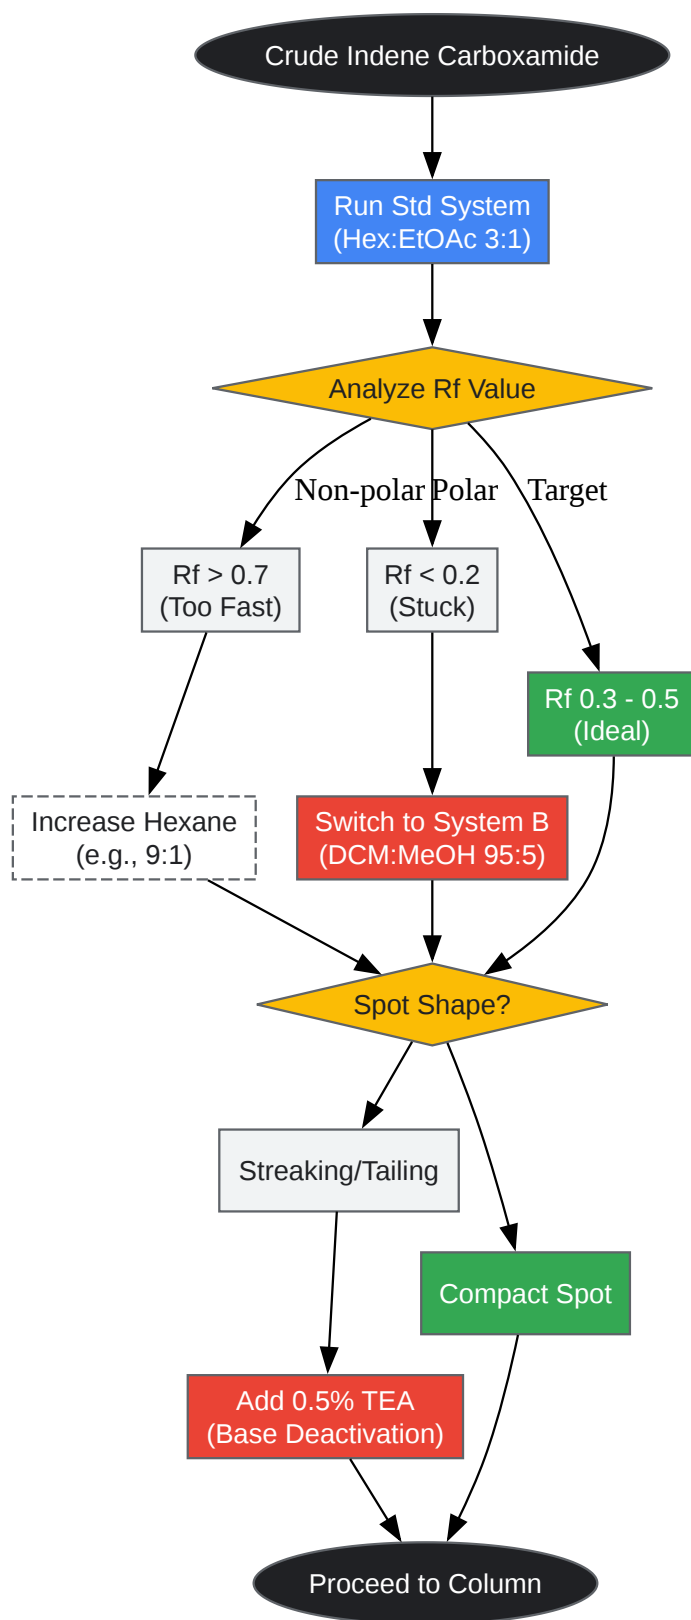 Crude Indene Carboxamide
Run Std System
(Hex:EtOAc 3:1)
Analyze Rf Value
Non-polar
Polar
Target
Rf > 0.7
(Too Fast)
Rf < 0.2
(Stuck)
Rf 0.3 - 0.5
(Ideal)
Increase Hexane
(e.g., 9:1)
Switch to System B
(DCM:MeOH 95:5)
Spot Shape?
Streaking/Tailing
Compact Spot
Add 0.5% TEA
(Base Deactivation)
Proceed to Column